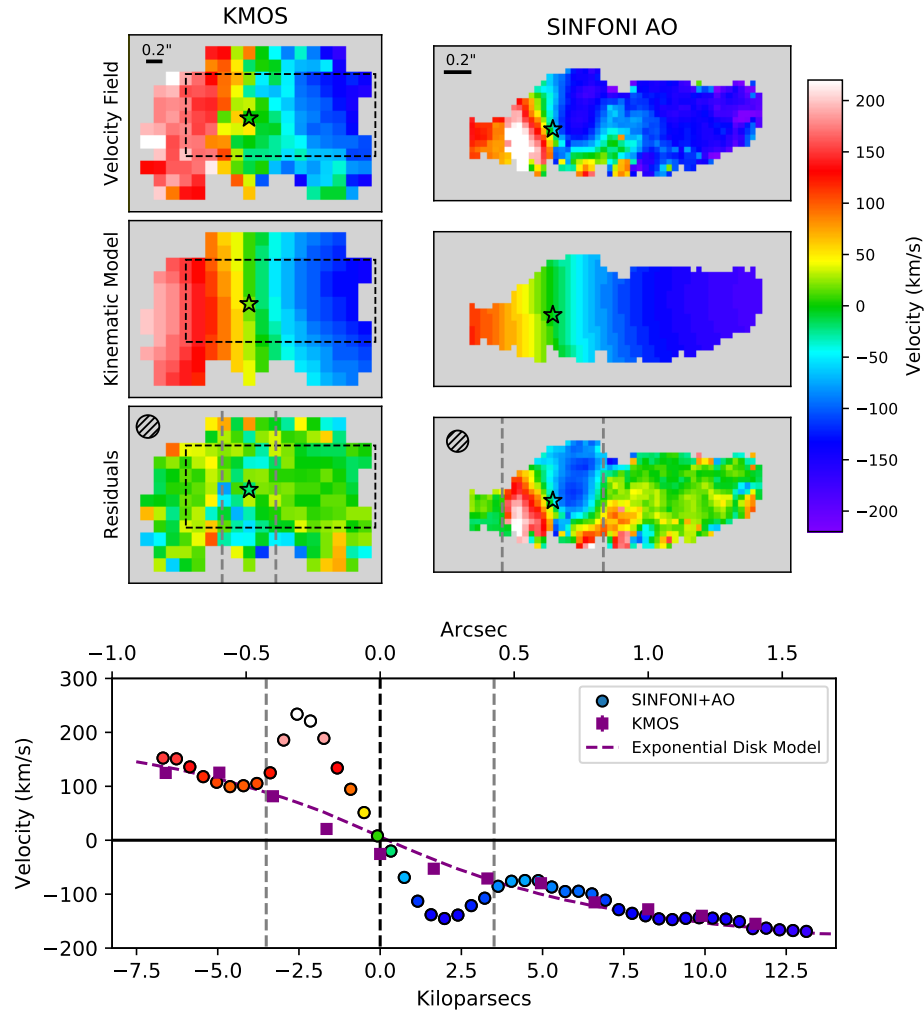 KMOS
SINFONI AO
0.2"
0.2"
Velocity Field
Kinematic Model
Residuals
200
150
100
50
0
−50
−100
−150
−200
Velocity (km/s)
Arcsec
−1.0 −0.5 0.0 0.5 1.0 1.5
300
200
100
0
−100
−200
Velocity (km/s)
SINFONI+AO
KMOS
Exponential Disk Model
−7.5 −5.0 −2.5 0.0 2.5 5.0 7.5 10.0 12.5
Kiloparsecs